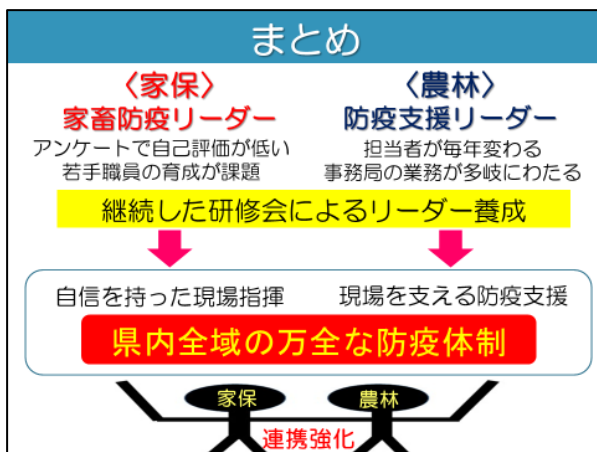 まとめ
〈家保〉
家畜防疫リーダー
アンケートで自己評価が低い
若手職員の育成が課題
〈農林〉
防疫支援リーダー
担当者が毎年変わる
事務局の業務が多岐にわたる
継続した研修会によるリーダー養成
自信を持った現場指揮
現場を支える防疫支援
県内全域の万全な防疫体制
家保
農林
連携強化